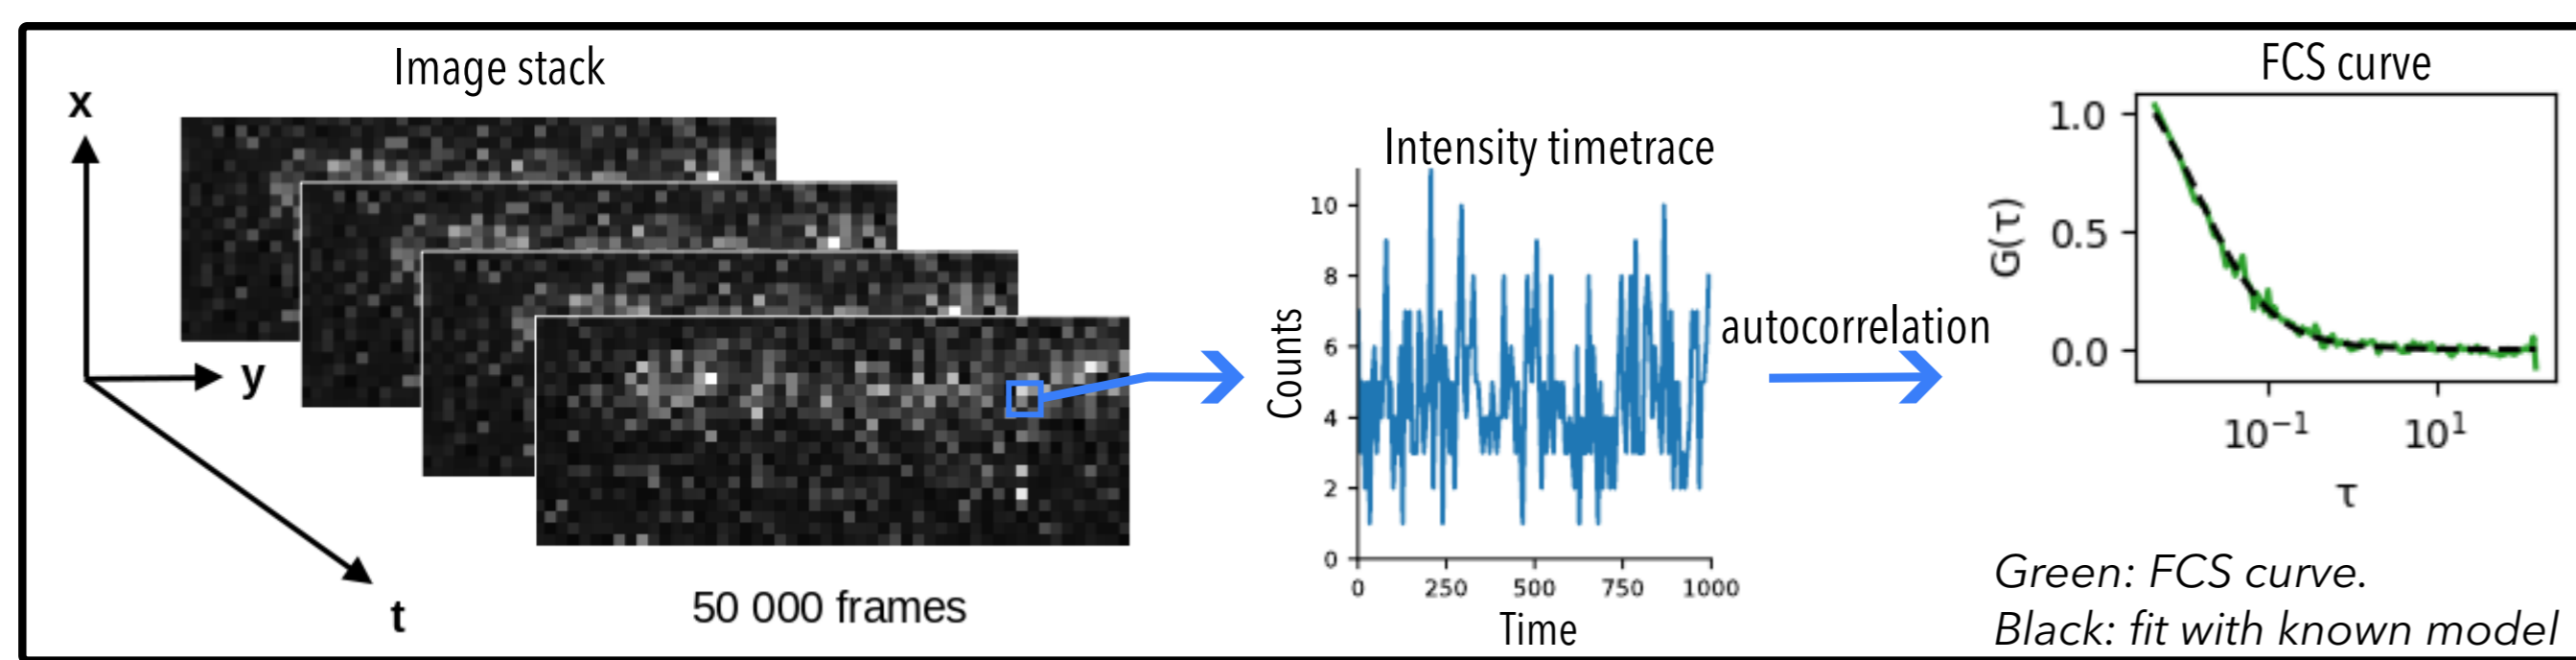 Image stack
x
y
t
50 000 frames
Intensity timetrace
Counts
10
8
6
4
2
0
0 250 500 750 1000
Time
autocorrelation
FCS curve
G(τ)
1.0
0.5
0.0
10⁻¹ 10¹
τ
Green: FCS curve.
Black: fit with known model